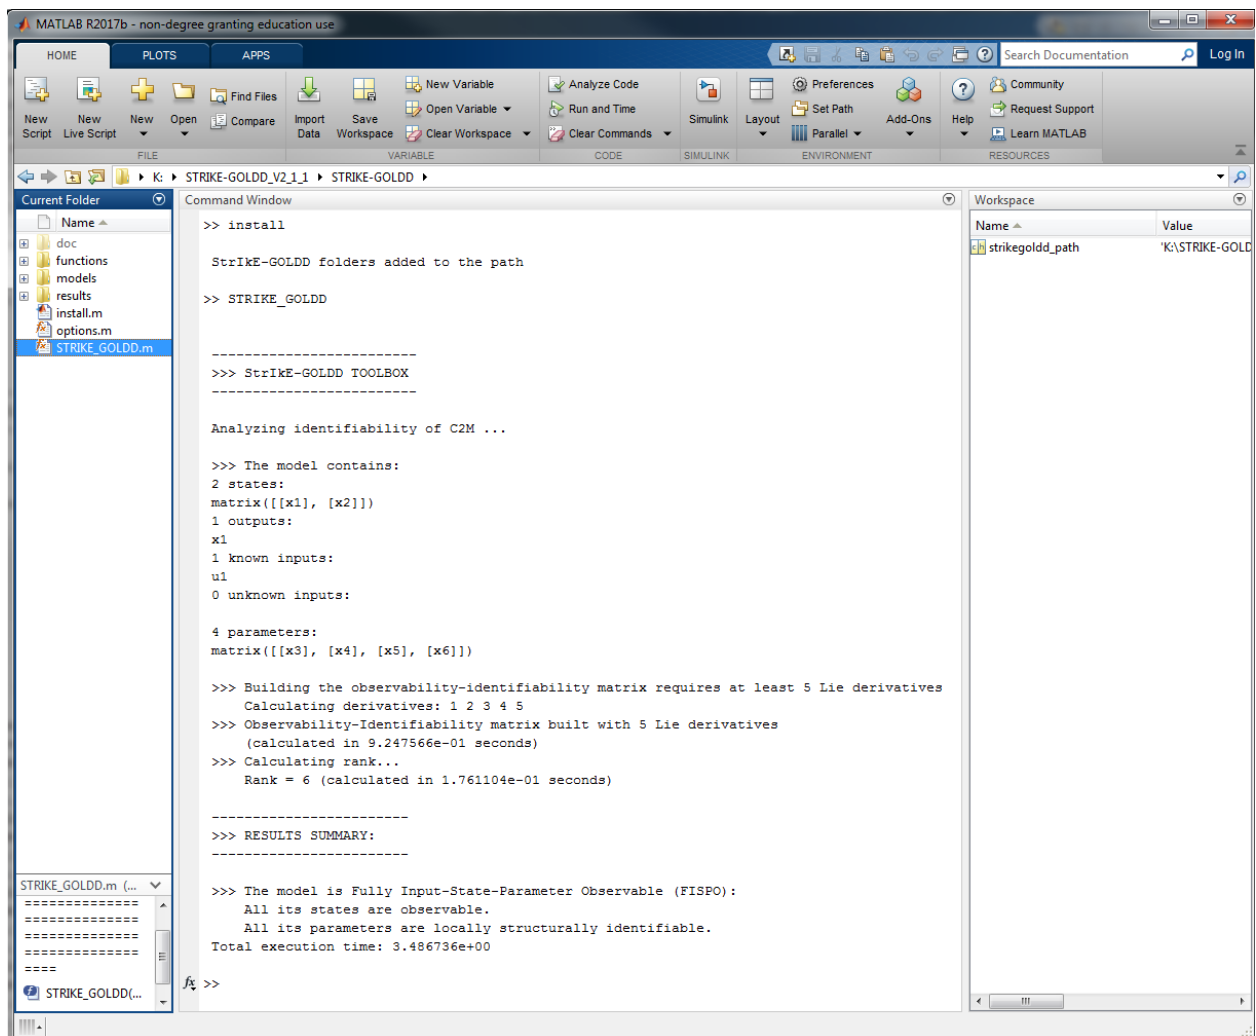 MATLAB R2017b - non-degree granting education use
HOME PLOTS APPS
Search Documentation
Log In
New Script
New Live Script
New
Open
Find Files
Compare
FILE
Import Data
Save Workspace
New Variable
Open Variable
Clear Workspace
VARIABLE
Analyze Code
Run and Time
Clear Commands
CODE
Simulink
SIMULINK
Layout
Preferences
Set Path
Parallel
Add-Ons
ENVIRONMENT
Help
Community
Request Support
Learn MATLAB
RESOURCES
K: STRIKE-GOLDD_V2_1_1 STRIKE-GOLDD
Current Folder
Name
doc
functions
models
results
install.m
options.m
STRIKE_GOLDD.m
STRIKE_GOLDD.m (...
==============
==============
==============
==============
====
STRIKE_GOLDD(...
Command Window
>> install
StrIkE-GOLDD folders added to the path
>> STRIKE_GOLDD
-------------------------
>>> StrIkE-GOLDD TOOLBOX
-------------------------
Analyzing identifiability of C2M ...
>>> The model contains:
2 states:
matrix([[x1], [x2]])
1 outputs:
x1
1 known inputs:
u1
0 unknown inputs:
4 parameters:
matrix([[x3], [x4], [x5], [x6]])
>>> Building the observability-identifiability matrix requires at least 5 Lie derivatives
Calculating derivatives: 1 2 3 4 5
>>> Observability-Identifiability matrix built with 5 Lie derivatives
(calculated in 9.247566e-01 seconds)
>>> Calculating rank...
Rank = 6 (calculated in 1.761104e-01 seconds)
------------------------
>>> RESULTS SUMMARY:
------------------------
>>> The model is Fully Input-State-Parameter Observable (FISPO):
All its states are observable.
All its parameters are locally structurally identifiable.
Total execution time: 3.486736e+00
fx >>
Workspace
Name Value
strikegoldd_path 'K:\STRIKE-GOLD